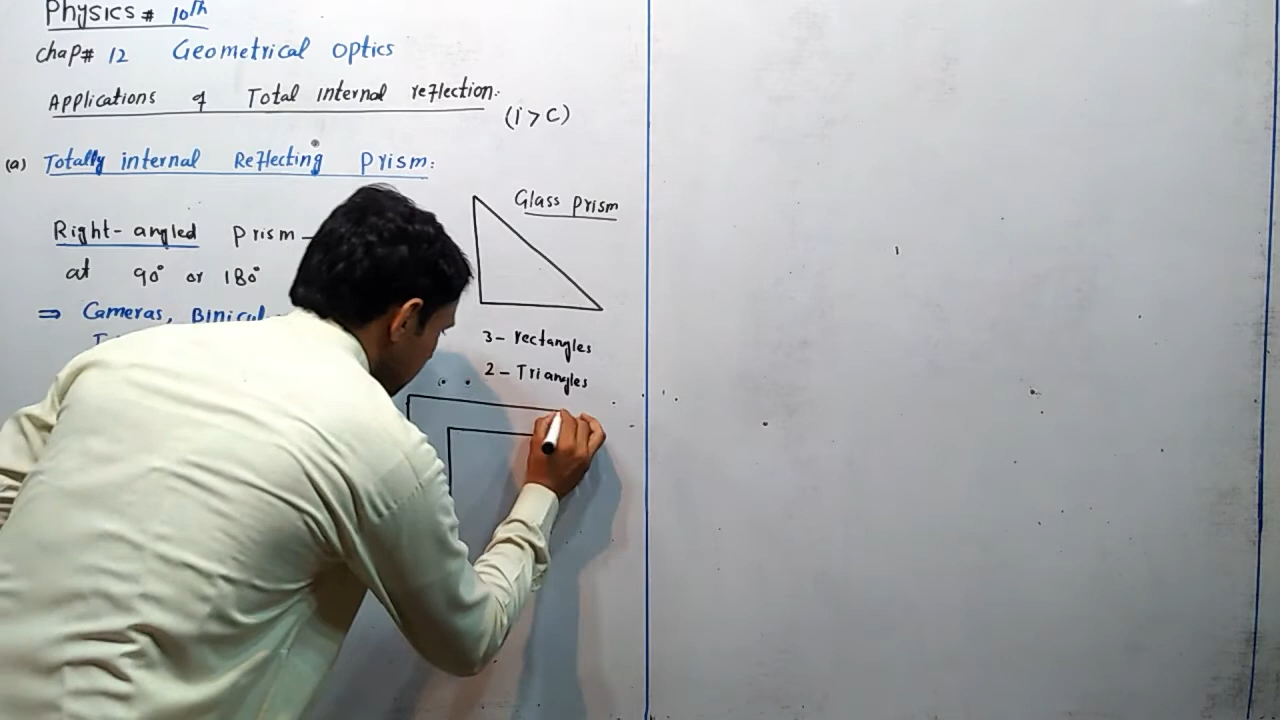 Physics # 10th
Chap# 12 Geometrical Optics
Applications of Total internal reflection.
(i > C)
(a) Totally internal Reflecting Prism:
Glass Prism
Right-angled Prism
at 90° or 180°
⇒ Cameras,
3 - rectangles
2 - Triangles